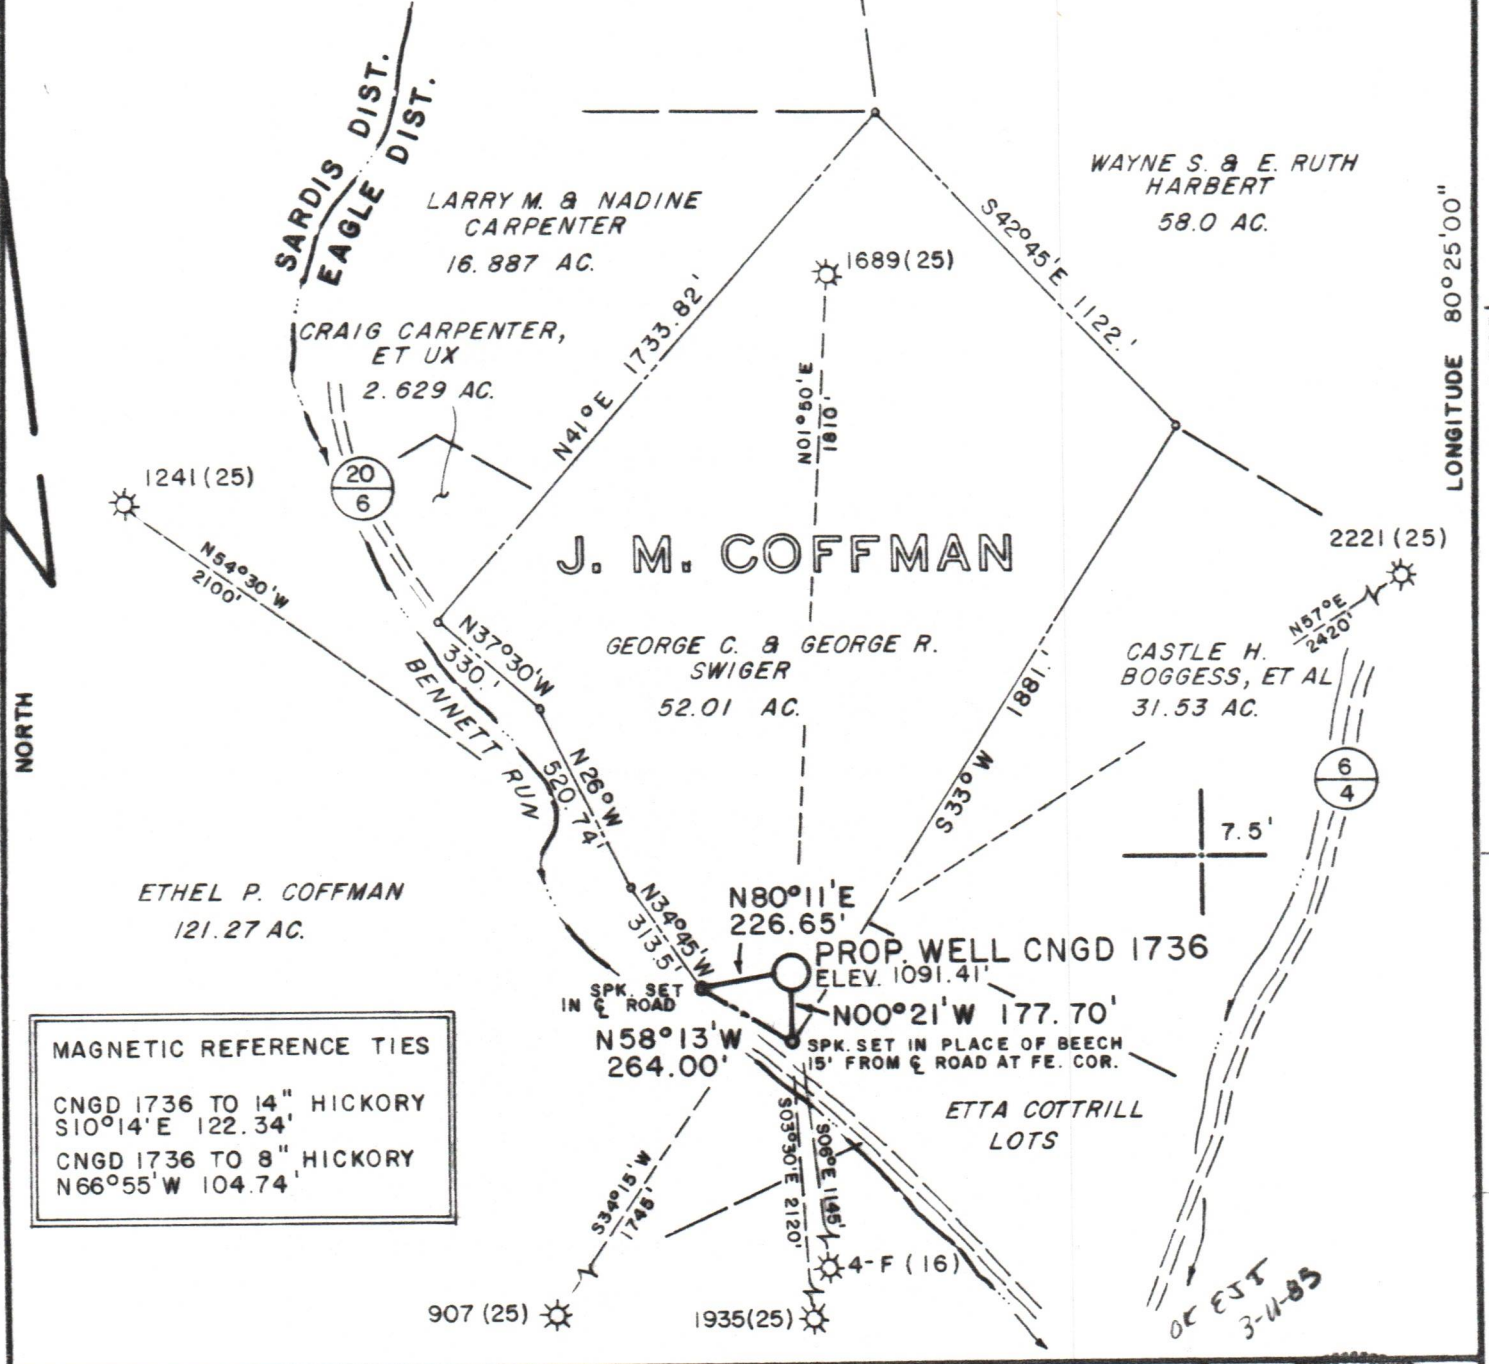 SARDIS DIST.
EAGLE DIST.
LARRY M. & NADINE
CARPENTER
16.887 AC.
WAYNE S. & E. RUTH
HARBERT
58.0 AC.
S42°45'E 1122.'
LONGITUDE 80°25'00"
1689(25)
N41°E 1733.82'
CRAIG CARPENTER,
ET UX
2.629 AC.
N01°50'E
1810'
20
6
1241(25)
N54°30'W
2100'
J. M. COFFMAN
2221(25)
N57°E
2420'
N37°30'W
330.'
GEORGE C. & GEORGE R.
SWIGER
52.01 AC.
CASTLE H.
BOGGESS, ET AL
31.53 AC.
S33°W 1881.'
BENNETT RUN
NORTH
N26°W
520.74'
6
4
7.5'
ETHEL P. COFFMAN
121.27 AC.
N34°45'W
313.5'
N80°11'E
226.65'
PROP. WELL CNGD 1736
ELEV. 1091.41'
SPK. SET
IN ℄ ROAD
N00°21'W 177.70'
N58°13'W
264.00'
SPK. SET IN PLACE OF BEECH
15' FROM ℄ ROAD AT FE. COR.
MAGNETIC REFERENCE TIES
CNGD 1736 TO 14" HICKORY
S10°14'E 122.34'
CNGD 1736 TO 8" HICKORY
N66°55'W 104.74'
ETTA COTTRILL
LOTS
S34°15'W
1745'
S03°30'E 2120'
S06°E 1145'
4-F (16)
907 (25)
1935(25)
OK EJT
3-11-85